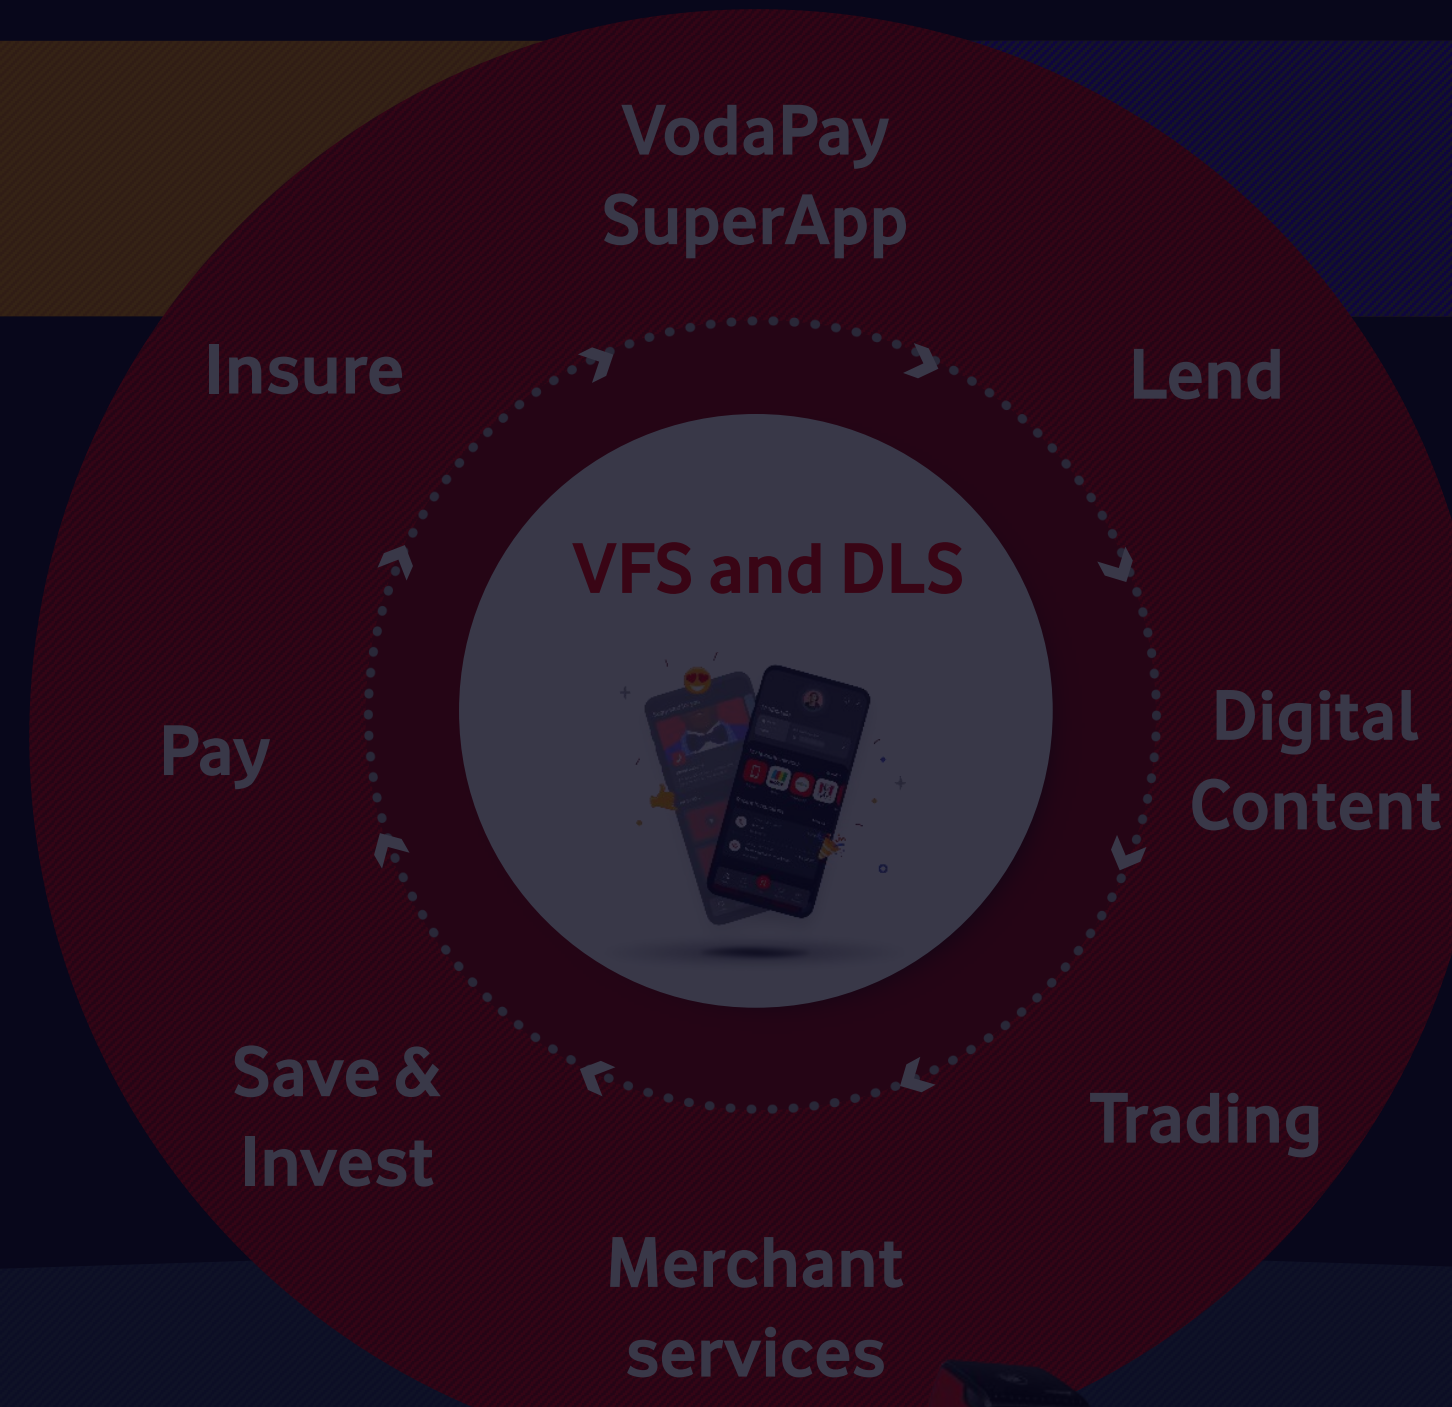 VodaPay
SuperApp
Insure
Lend
VFS and DLS
Pay
Digital
Content
Save &
Invest
Trading
Merchant
services